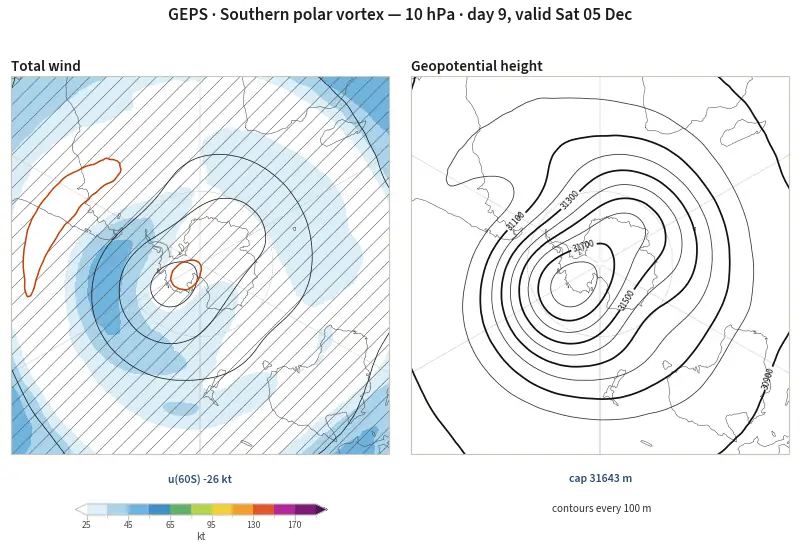 GEPS · Southern polar vortex — 10 hPa · day 9, valid Sat 05 Dec
Total wind
Geopotential height
31100
31300
31700
31500
30900
u(60S) -26 kt
cap 31643 m
contours every 100 m
25 45 65 95 130 170
kt